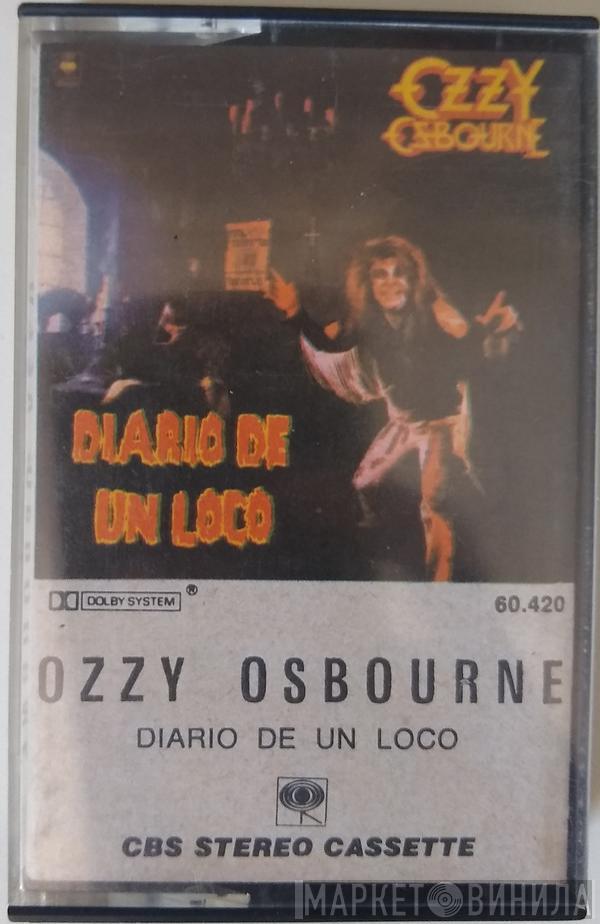 OZZY
OSBOURNE
DIARIO DE
UN LOCO
DOLBY SYSTEM ®
60.420
OZZY OSBOURNE
DIARIO DE UN LOCO
CBS STEREO CASSETTE
МАРКЕТ ВИНИЛА